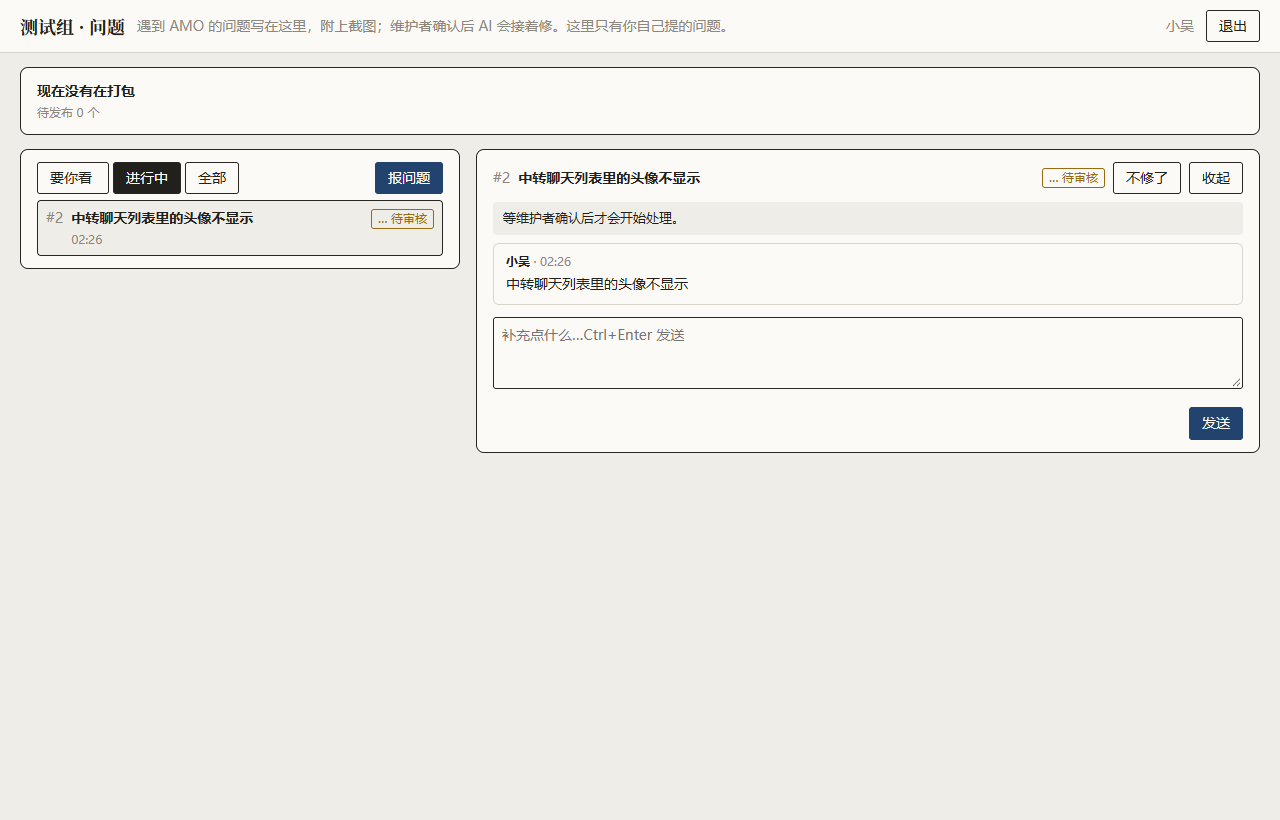 测试组 · 问题 遇到 AMO 的问题写在这里，附上截图；维护者确认后 AI 会接着修。这里只有你自己提的问题。 小吴 退出
现在没有在打包
待发布 0 个
要你看 进行中 全部 报问题
#2 中转聊天列表里的头像不显示 ... 待审核
02:26
#2 中转聊天列表里的头像不显示 ... 待审核 不修了 收起
等维护者确认后才会开始处理。
小吴 · 02:26
中转聊天列表里的头像不显示
补充点什么...Ctrl+Enter 发送
发送